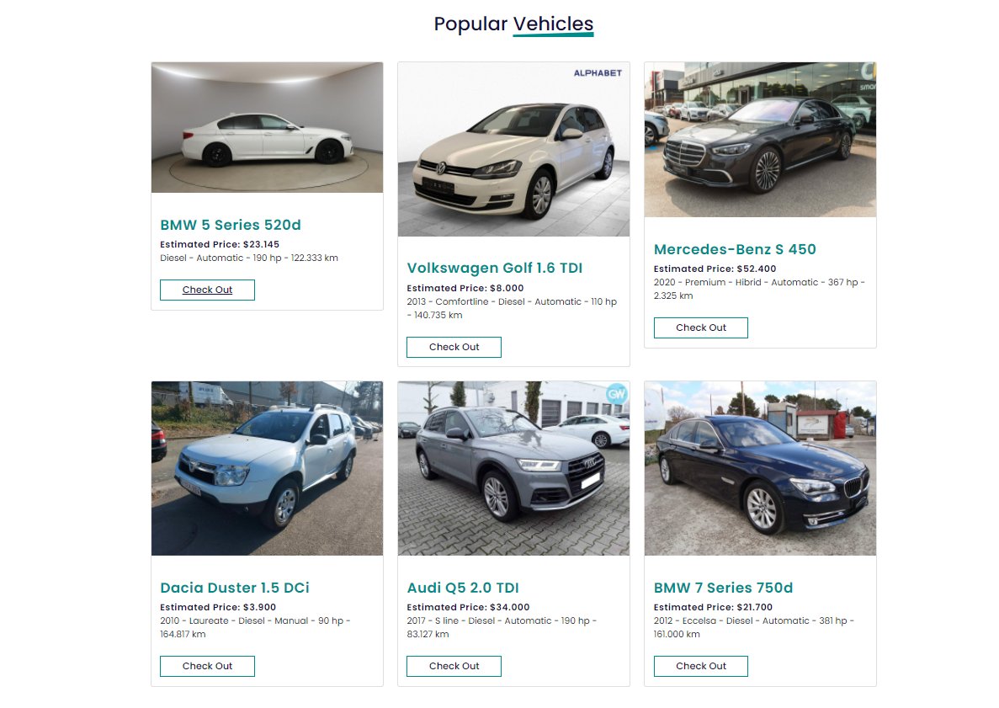 Popular Vehicles
ALPHABET
smar
BMW 5 Series 520d
Estimated Price: $23.145
Diesel - Automatic - 190 hp - 122.333 km
Check Out
Volkswagen Golf 1.6 TDI
Estimated Price: $8.000
2013 - Comfortline - Diesel - Automatic - 110 hp
- 140.735 km
Check Out
Mercedes-Benz S 450
Estimated Price: $52.400
2020 - Premium - Hibrid - Automatic - 367 hp -
2.325 km
Check Out
GW
Dacia Duster 1.5 DCi
Estimated Price: $3.900
2010 - Laureate - Diesel - Manual - 90 hp -
164.817 km
Check Out
Audi Q5 2.0 TDI
Estimated Price: $34.000
2017 - S line - Diesel - Automatic - 190 hp -
83.127 km
Check Out
BMW 7 Series 750d
Estimated Price: $21.700
2012 - Eccelsa - Diesel - Automatic - 381 hp -
161.000 km
Check Out